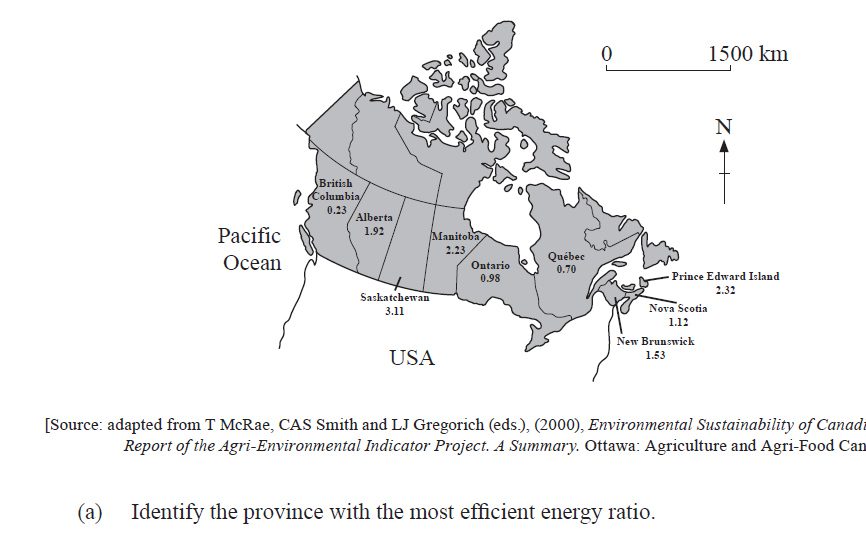 0 1500 km
N
British
Columbia
0.23
Alberta
1.92
Manitoba
2.23
Pacific
Ocean
Ontario
0.98
Québec
0.70
Prince Edward Island
2.32
Saskatchewan
3.11
Nova Scotia
1.12
New Brunswick
1.53
USA
[Source: adapted from T McRae, CAS Smith and LJ Gregorich (eds.), (2000), Environmental Sustainability of Canadi
Report of the Agri-Environmental Indicator Project. A Summary. Ottawa: Agriculture and Agri-Food Can
(a) Identify the province with the most efficient energy ratio.